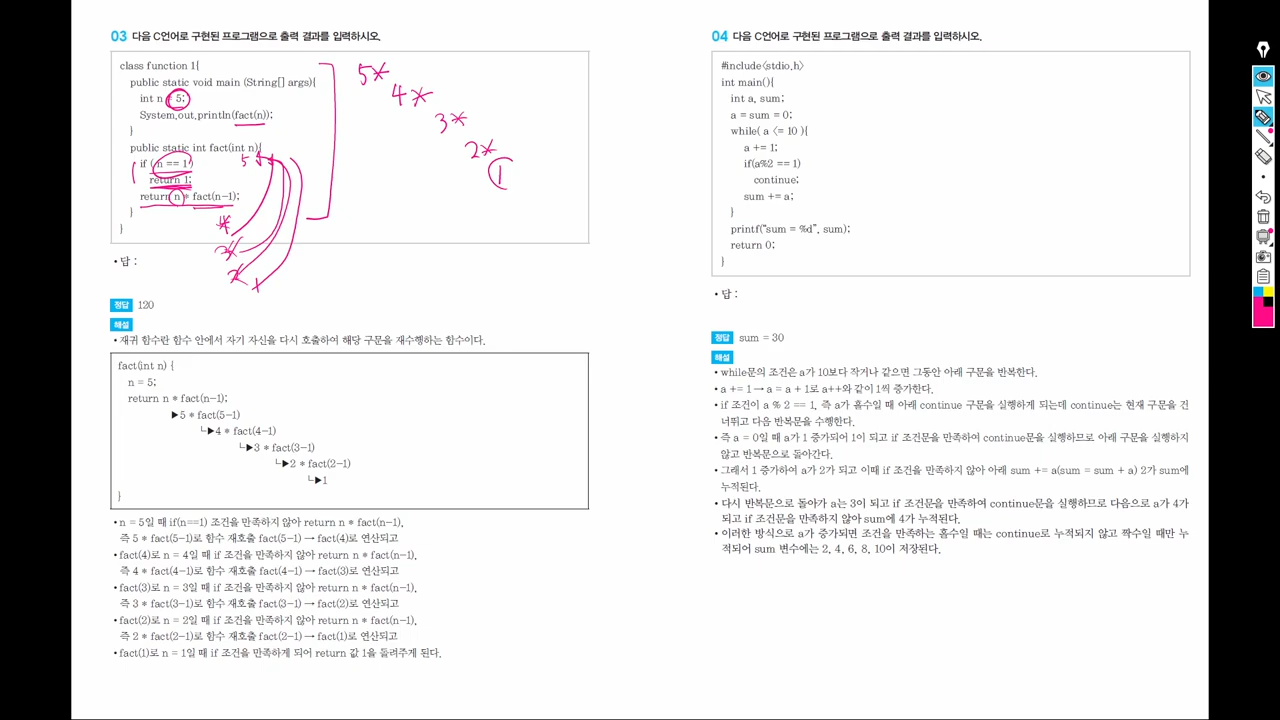 03 다음 C언어로 구현된 프로그램으로 출력 결과를 입력하시오.
class function 1{
public static void main (String[] args){
int n = 5;
System.out.println(fact(n));
}
public static int fact(int n){
if ( n == 1)
return 1;
return n * fact(n-1);
}
}
5
4
3
2
1
5*
4*
3*
2*
1
• 답 :
정답 120
해설
• 재귀 함수란 함수 안에서 자기 자신을 다시 호출하여 해당 구문을 재수행하는 함수이다.
fact(int n) {
n = 5;
return n * fact(n-1);
▶5 * fact(5-1)
└▶4 * fact(4-1)
└▶3 * fact(3-1)
└▶2 * fact(2-1)
└▶1
}
• n = 5일 때 if(n==1) 조건을 만족하지 않아 return n * fact(n-1),
즉 5 * fact(5-1)로 함수 재호출 fact(5-1) → fact(4)로 연산되고
• fact(4)로 n = 4일 때 if 조건을 만족하지 않아 return n * fact(n-1),
즉 4 * fact(4-1)로 함수 재호출 fact(4-1) → fact(3)로 연산되고
• fact(3)로 n = 3일 때 if 조건을 만족하지 않아 return n * fact(n-1),
즉 3 * fact(3-1)로 함수 재호출 fact(3-1) → fact(2)로 연산되고
• fact(2)로 n = 2일 때 if 조건을 만족하지 않아 return n * fact(n-1),
즉 2 * fact(2-1)로 함수 재호출 fact(2-1) → fact(1)로 연산되고
• fact(1)로 n = 1일 때 if 조건을 만족하게 되어 return 값 1을 돌려주게 된다.
04 다음 C언어로 구현된 프로그램으로 출력 결과를 입력하시오.
#include<stdio.h>
int main(){
int a, sum;
a = sum = 0;
while( a <= 10 ){
a += 1;
if(a%2 == 1)
continue;
sum += a;
}
printf("sum = %d", sum);
return 0;
}
• 답 :
정답 sum = 30
해설
• while문의 조건은 a가 10보다 작거나 같으면 그동안 아래 구문을 반복한다.
• a += 1 → a = a + 1로 a++와 같이 1씩 증가한다.
• if 조건이 a % 2 == 1, 즉 a가 홀수일 때 아래 continue 구문을 실행하게 되는데 continue는 현재 구문을 건
너뛰고 다음 반복문을 수행한다.
• 즉 a = 0일 때 a가 1 증가되어 1이 되고 if 조건문을 만족하여 continue문을 실행하므로 아래 구문을 실행하지
않고 반복문으로 돌아간다.
• 그래서 1 증가하여 a가 2가 되고 이때 if 조건을 만족하지 않아 아래 sum += a(sum = sum + a) 2가 sum에
누적된다.
• 다시 반복문으로 돌아가 a는 3이 되고 if 조건문을 만족하여 continue문을 실행하므로 다음으로 a가 4가
되고 if 조건문을 만족하지 않아 sum에 4가 누적된다.
• 이러한 방식으로 a가 증가되면 조건을 만족하는 홀수일 때는 continue로 누적되지 않고 짝수일 때만 누
적되어 sum 변수에는 2, 4, 6, 8, 10이 저장된다.